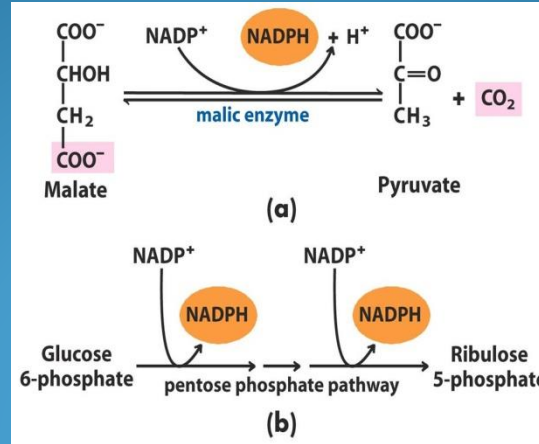 COO⁻
CHOH
CH₂
COO⁻
Malate
NADP⁺
NADPH
+ H⁺
malic enzyme
COO⁻
C=O
CH₃
+ CO₂
Pyruvate
(a)
NADP⁺
NADPH
NADP⁺
NADPH
Glucose
6-phosphate
pentose phosphate pathway
Ribulose
5-phosphate
(b)